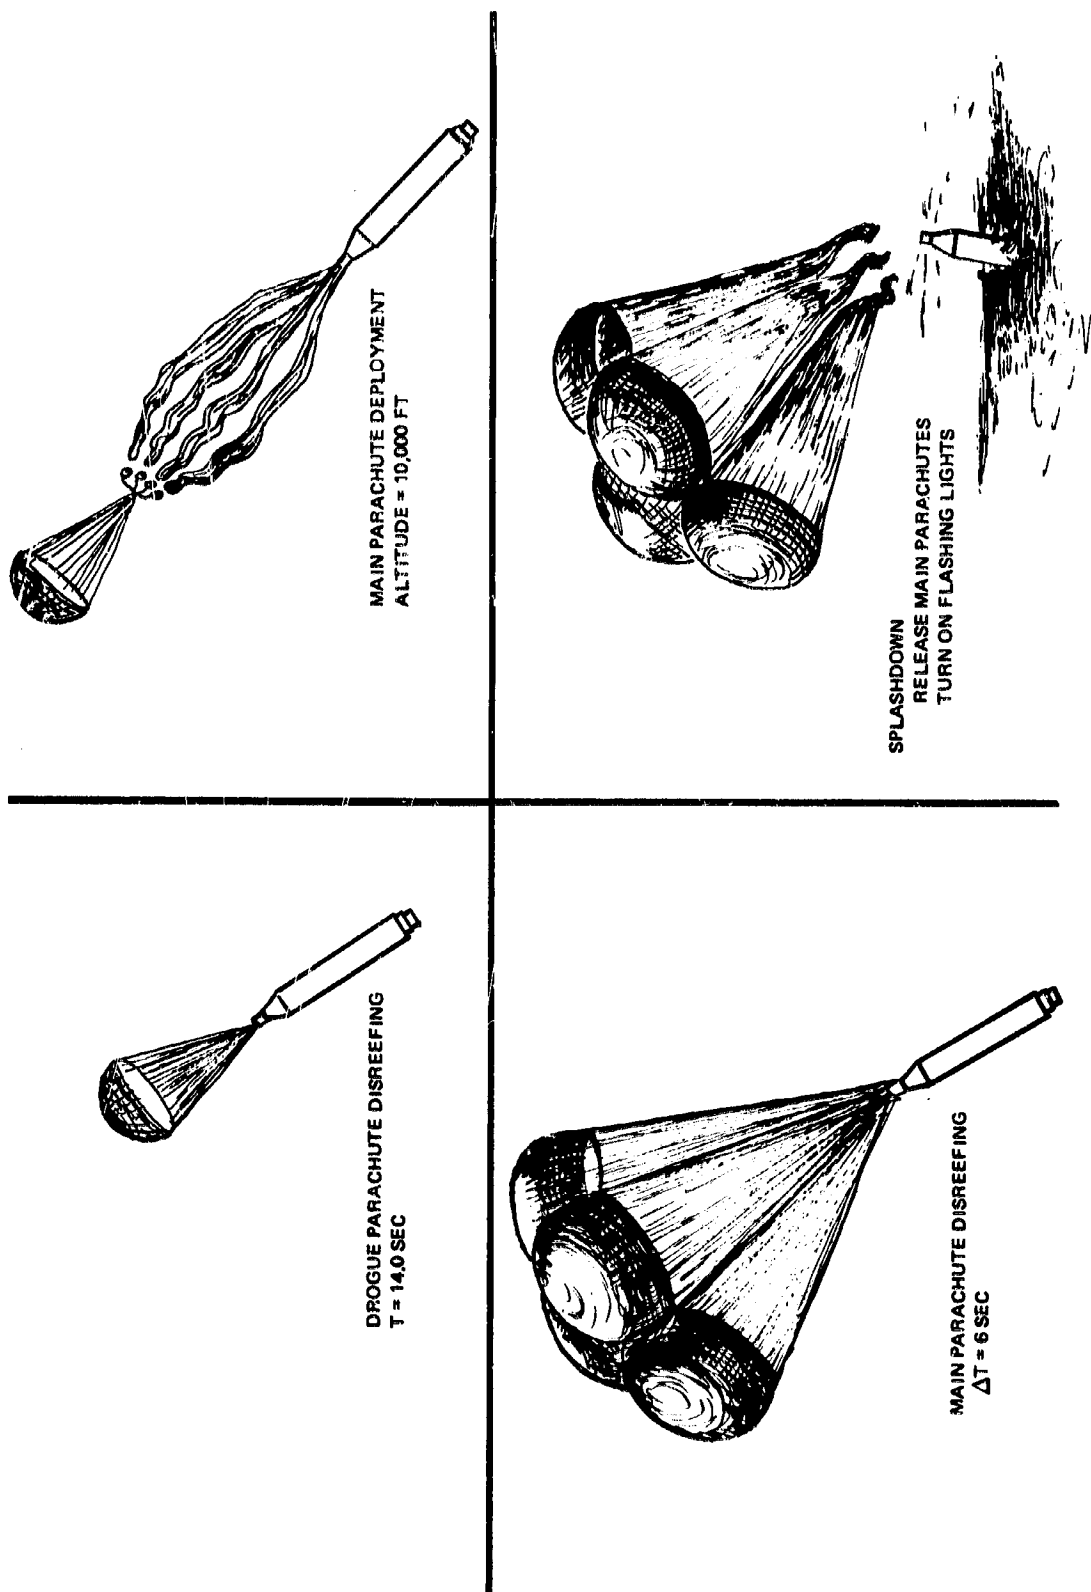 DROGUE PARACHUTE DISREEFING
T = 14.0 SEC
MAIN PARACHUTE DEPLOYMENT
ALTITUDE = 10,000 FT
MAIN PARACHUTE DISREEFING
ΔT = 6 SEC
SPLASHDOWN
RELEASE MAIN PARACHUTES
TURN ON FLASHING LIGHTS